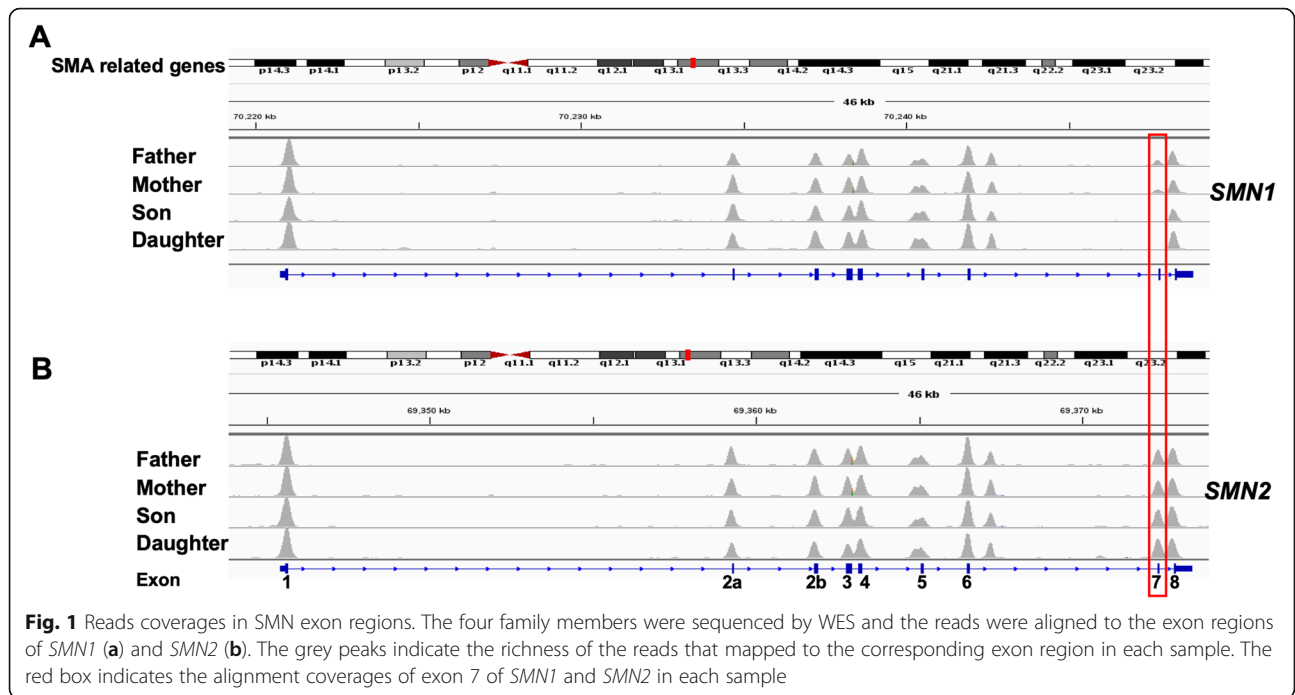 A
SMA related genes
p14.3 p14.1 p13.2 p12 q11.1 q11.2 q12.1 q13.1 q13.3 q14.2 q14.3 q15 q21.1 q21.3 q22.2 q23.1 q23.2
46 kb
70,220 kb 70,230 kb 70,240 kb
Father
Mother
SMN1
Son
Daughter
B
p14.3 p14.1 p13.2 p12 q11.1 q11.2 q12.1 q13.1 q13.3 q14.2 q14.3 q15 q21.1 q21.3 q22.2 q23.1 q23.2
46 kb
69,350 kb 69,360 kb 69,370 kb
Father
Mother
SMN2
Son
Daughter
Exon 1 2a 2b 3 4 5 6 7 8
Fig. 1 Reads coverages in SMN exon regions. The four family members were sequenced by WES and the reads were aligned to the exon regions
of SMN1 (a) and SMN2 (b). The grey peaks indicate the richness of the reads that mapped to the corresponding exon region in each sample. The
red box indicates the alignment coverages of exon 7 of SMN1 and SMN2 in each sample